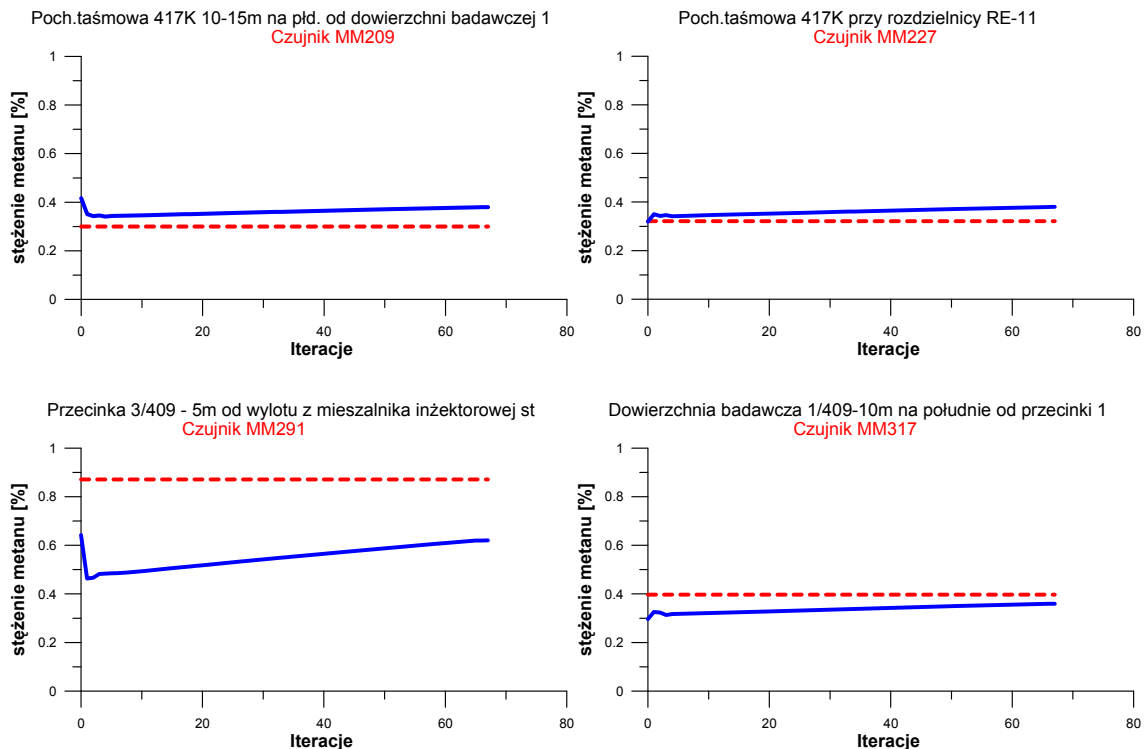 Poch.taśmowa 417K 10-15m na płd. od dowierzchni badawczej 1
Czujnik MM209
1
0.8
0.6
0.4
0.2
0
stężenie metanu [%]
0 20 40 60 80
Iteracje
Poch.taśmowa 417K przy rozdzielnicy RE-11
Czujnik MM227
1
0.8
0.6
0.4
0.2
0
stężenie metanu [%]
0 20 40 60 80
Iteracje
Przecinka 3/409 - 5m od wylotu z mieszalnika inżektorowej st
Czujnik MM291
1
0.8
0.6
0.4
0.2
0
stężenie metanu [%]
0 20 40 60 80
Iteracje
Dowierzchnia badawcza 1/409-10m na południe od przecinki 1
Czujnik MM317
1
0.8
0.6
0.4
0.2
0
stężenie metanu [%]
0 20 40 60 80
Iteracje